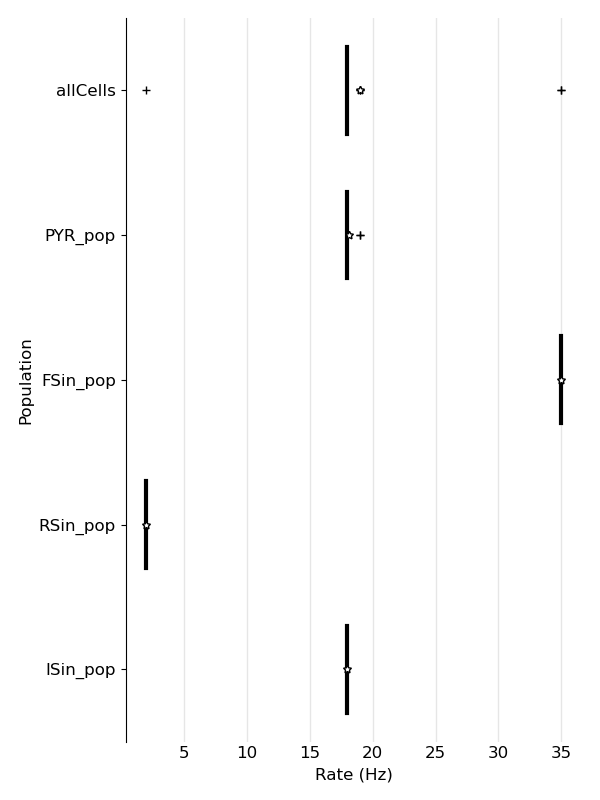 allCells
PYR_pop
FSin_pop
RSin_pop
ISin_pop
Population
5 10 15 20 25 30 35
Rate (Hz)